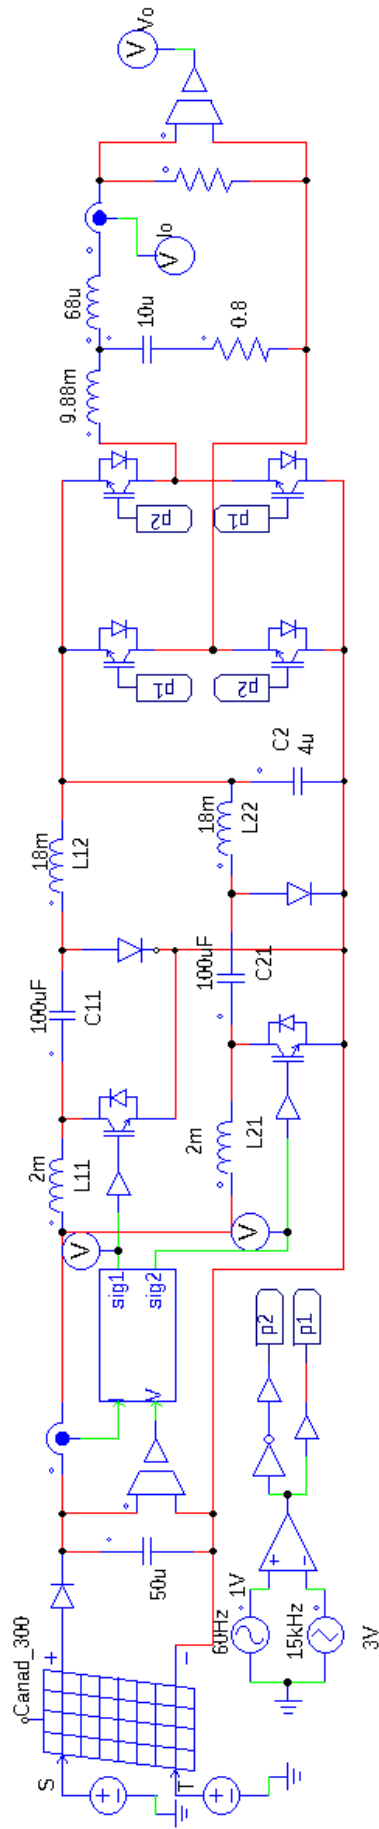 Canad_300
S
+
T
-
50u
I
V
sig1
sig2
V
2m
L11
100uF
C11
18m
L12
V
2m
L21
100uF
C21
18m
L22
C2
4u
p1
p2
p2
p1
9.88m
68u
10u
0.8
V
Io
V
Vo
60Hz
1V
15kHz
3V
+
-
p2
p1